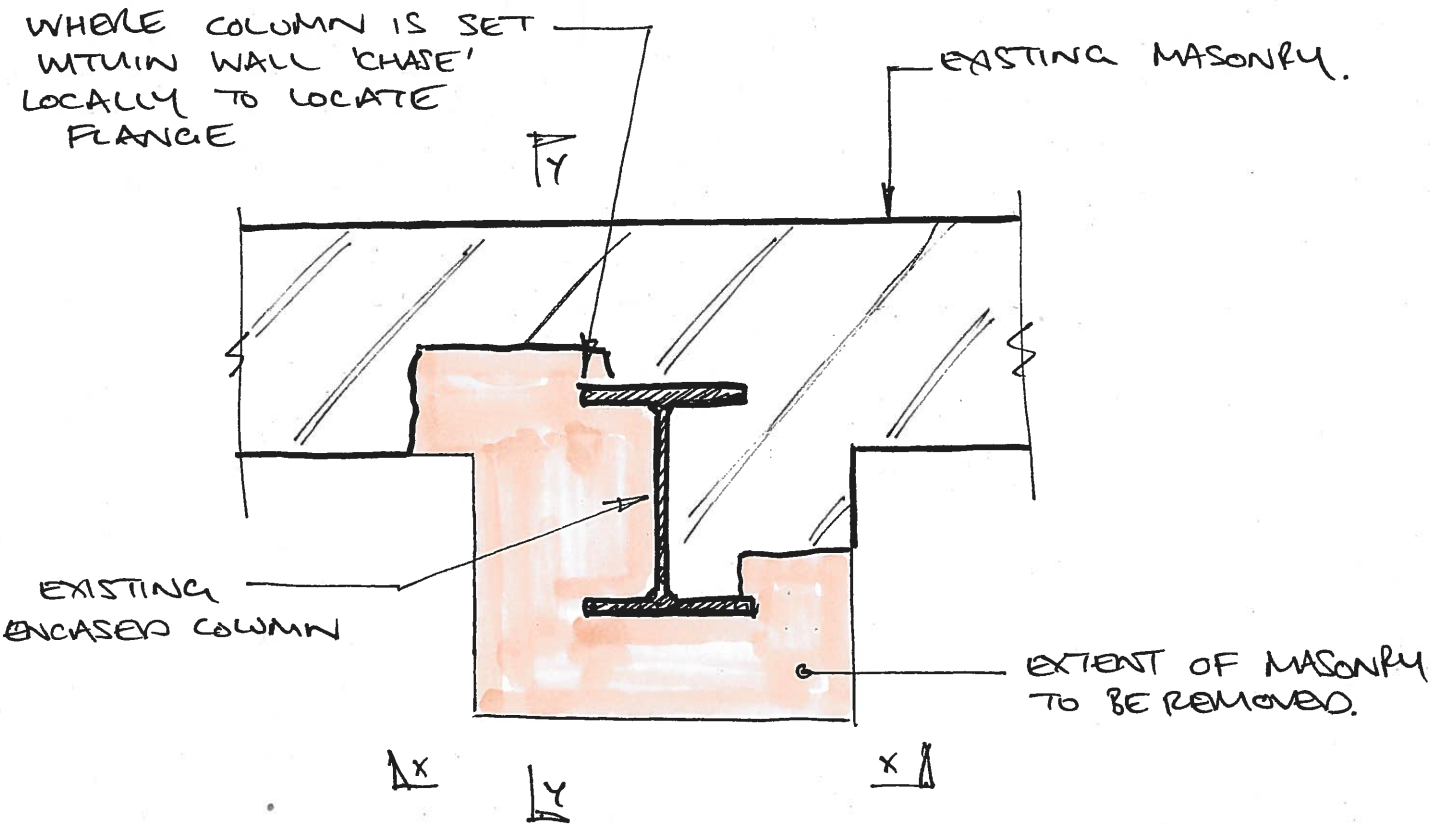 WHERE COLUMN IS SET
WITHIN WALL 'CHASE'
LOCALLY TO LOCATE
FLANGE
EXISTING MASONRY.
Y
EXISTING
ENCASED COLUMN
EXTENT OF MASONRY
TO BE REMOVED.
X
X
Y